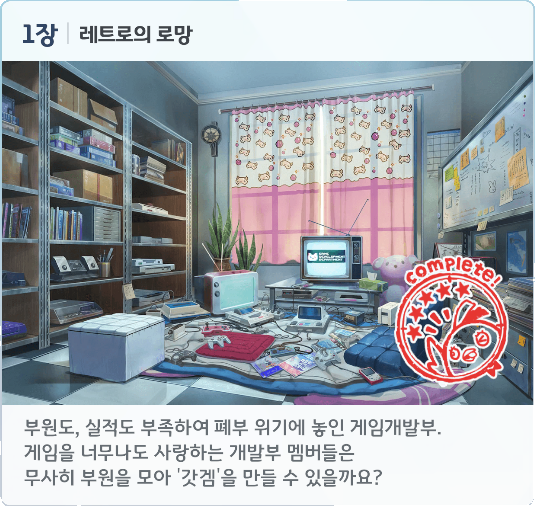 1장 레트로의 로망
GAME
DEVELOPMENT
DEPARTMENT
complete!
부원도, 실적도 부족하여 폐부 위기에 놓인 게임개발부.
게임을 너무나도 사랑하는 개발부 멤버들은
무사히 부원을 모아 '갓겜'을 만들 수 있을까요?